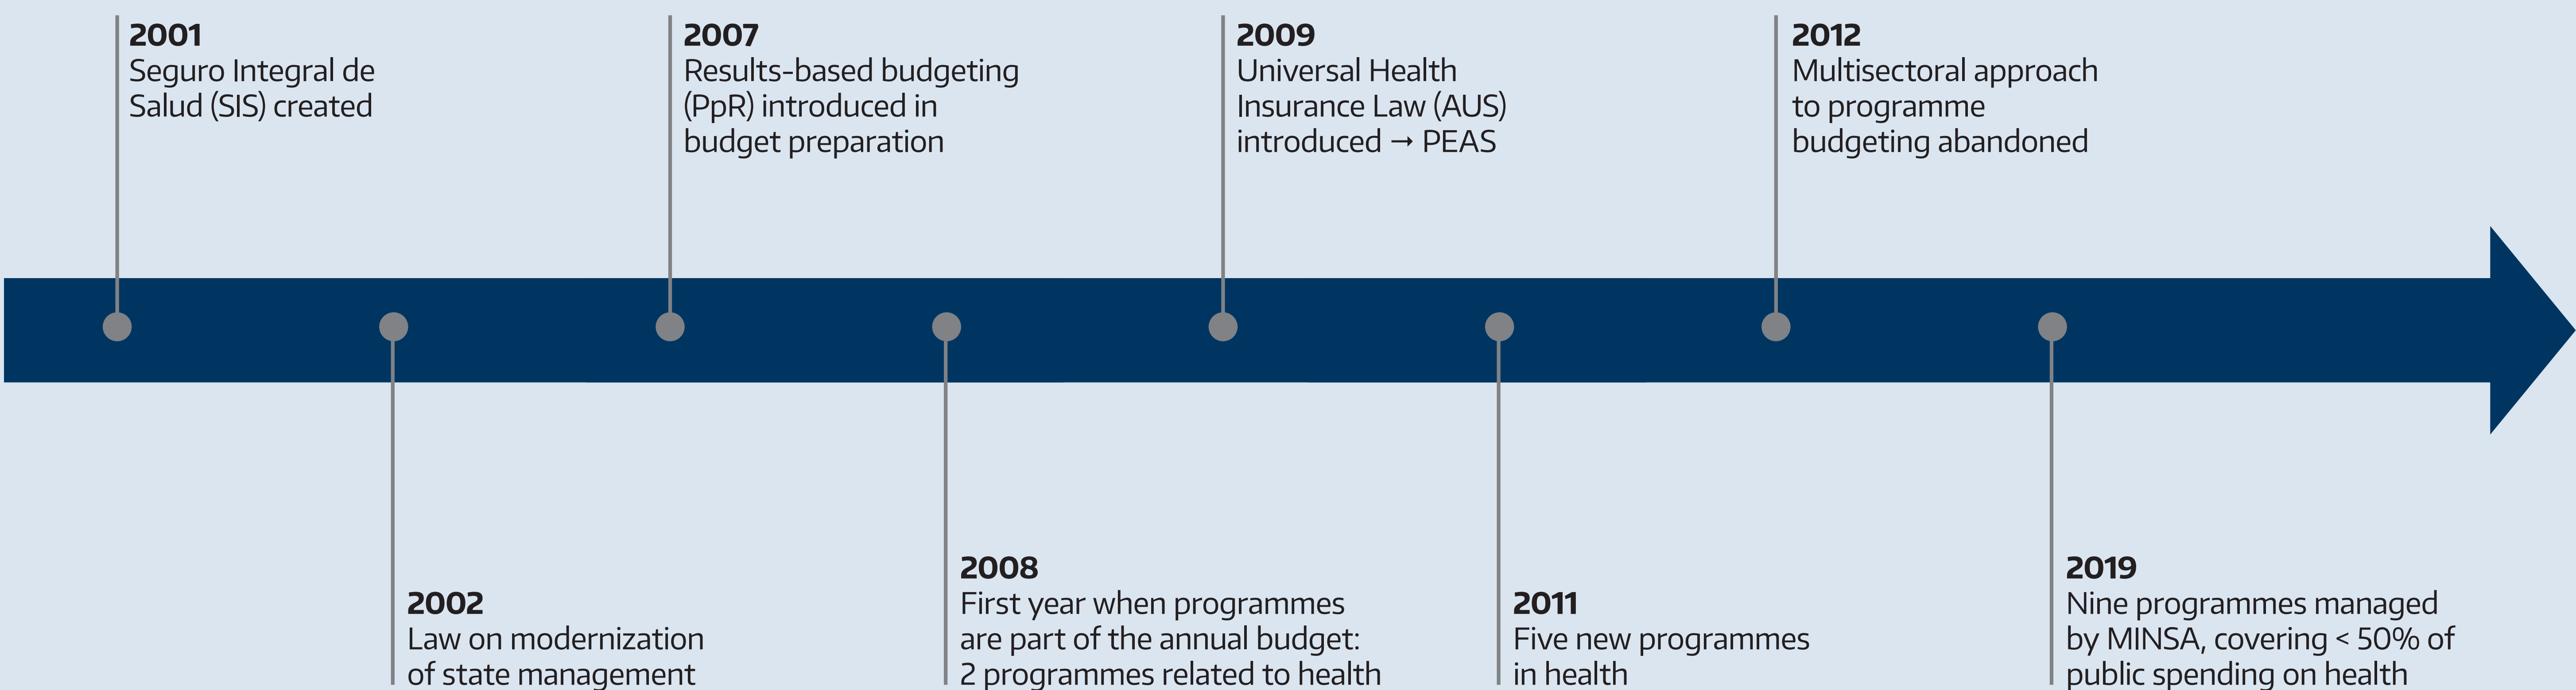 2001
Seguro Integral de
Salud (SIS) created
2007
Results-based budgeting
(PpR) introduced in
budget preparation
2009
Universal Health
Insurance Law (AUS)
introduced → PEAS
2012
Multisectoral approach
to programme
budgeting abandoned
2002
Law on modernization
of state management
2008
First year when programmes
are part of the annual budget:
2 programmes related to health
2011
Five new programmes
in health
2019
Nine programmes managed
by MINSA, covering < 50% of
public spending on health